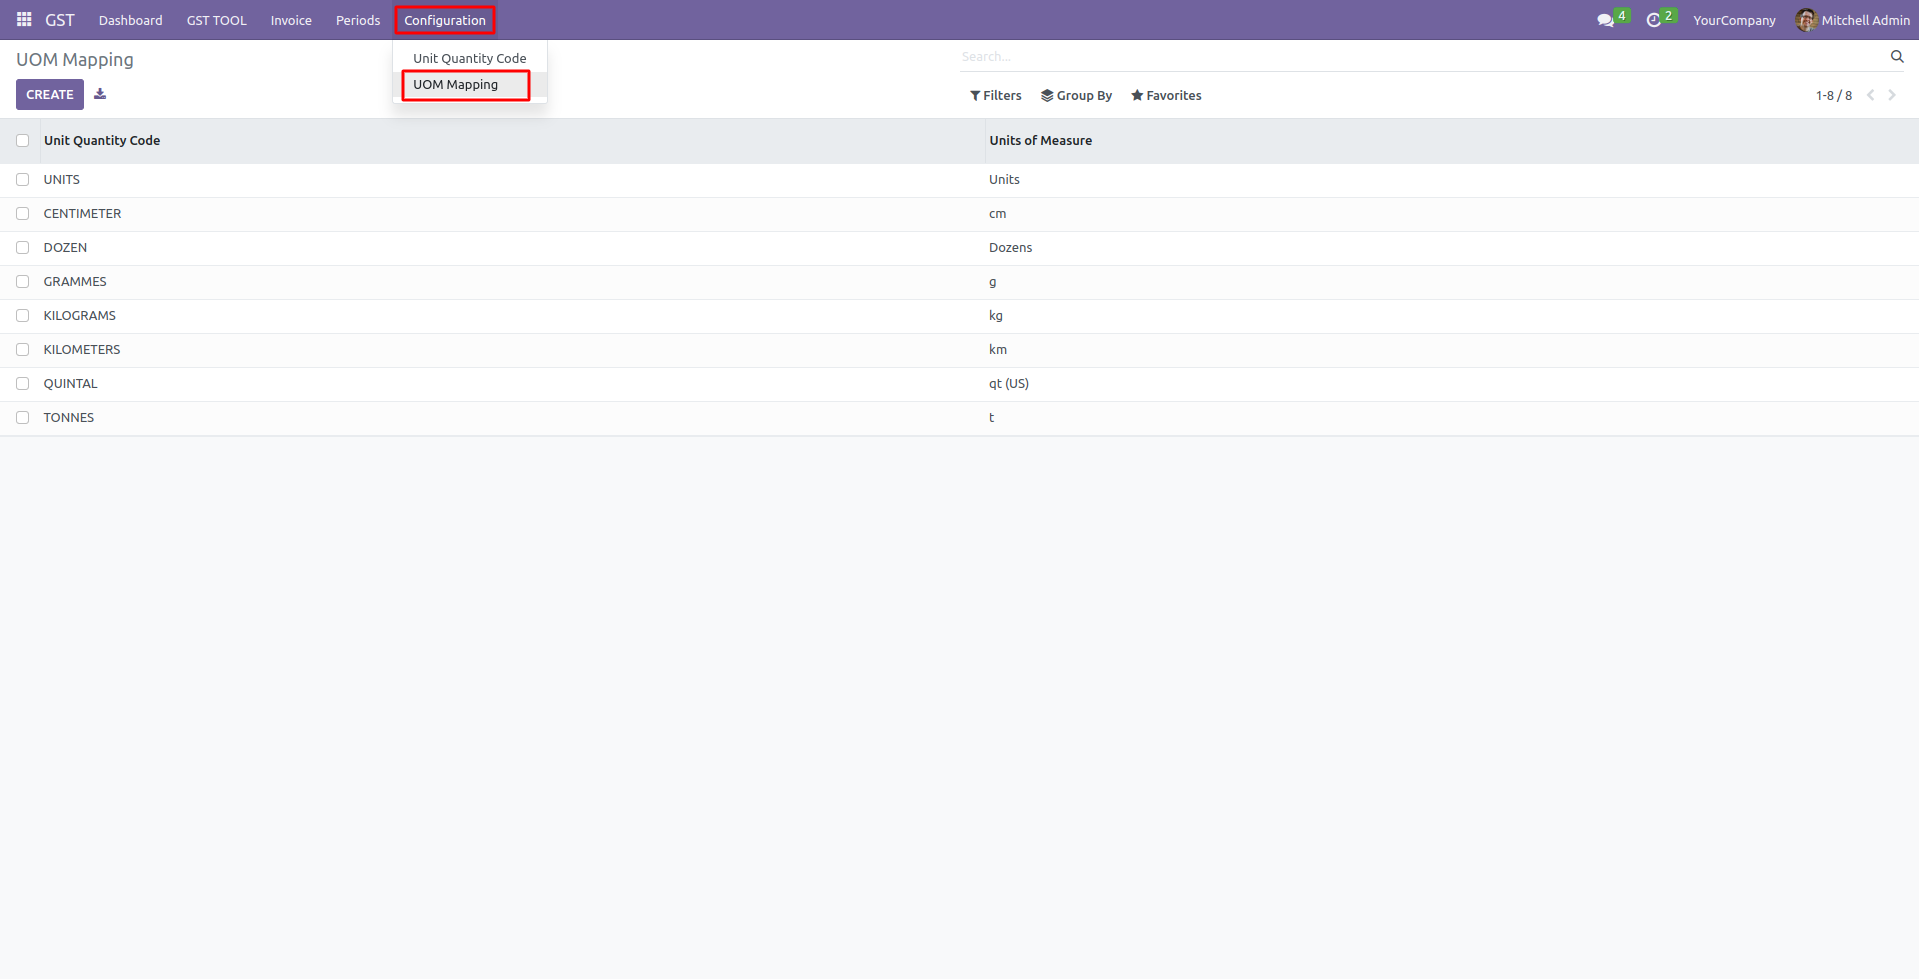 GST Dashboard GST TOOL Invoice Periods Configuration 4 2 YourCompany Mitchell Admin
UOM Mapping
Unit Quantity Code
UOM Mapping
Search...
CREATE
Filters Group By Favorites 1-8 / 8
Unit Quantity Code Units of Measure
UNITS Units
CENTIMETER cm
DOZEN Dozens
GRAMMES g
KILOGRAMS kg
KILOMETERS km
QUINTAL qt (US)
TONNES t